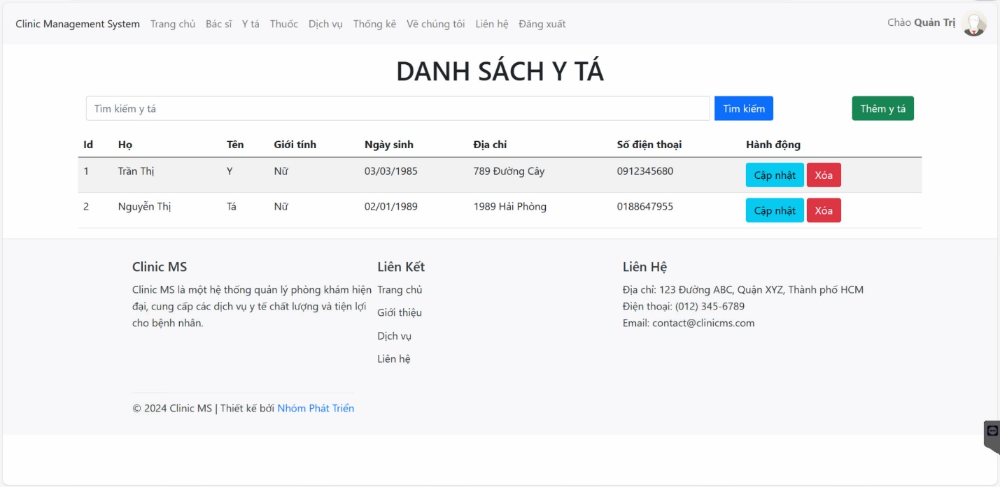 Clinic Management System Trang chủ Bác sĩ Y tá Thuốc Dịch vụ Thống kê Về chúng tôi Liên hệ Đăng xuất Chào Quản Trị
DANH SÁCH Y TÁ
Tìm kiếm y tá Tìm kiếm Thêm y tá
Id Họ Tên Giới tính Ngày sinh Địa chỉ Số điện thoại Hành động
1 Trần Thị Y Nữ 03/03/1985 789 Đường Cây 0912345680 Cập nhật Xóa
2 Nguyễn Thị Tá Nữ 02/01/1989 1989 Hải Phòng 0188647955 Cập nhật Xóa
Clinic MS
Clinic MS là một hệ thống quản lý phòng khám hiện
đại, cung cấp các dịch vụ y tế chất lượng và tiện lợi
cho bệnh nhân.
Liên Kết
Trang chủ
Giới thiệu
Dịch vụ
Liên hệ
Liên Hệ
Địa chỉ: 123 Đường ABC, Quận XYZ, Thành phố HCM
Điện thoại: (012) 345-6789
Email: contact@clinicms.com
© 2024 Clinic MS | Thiết kế bởi Nhóm Phát Triển